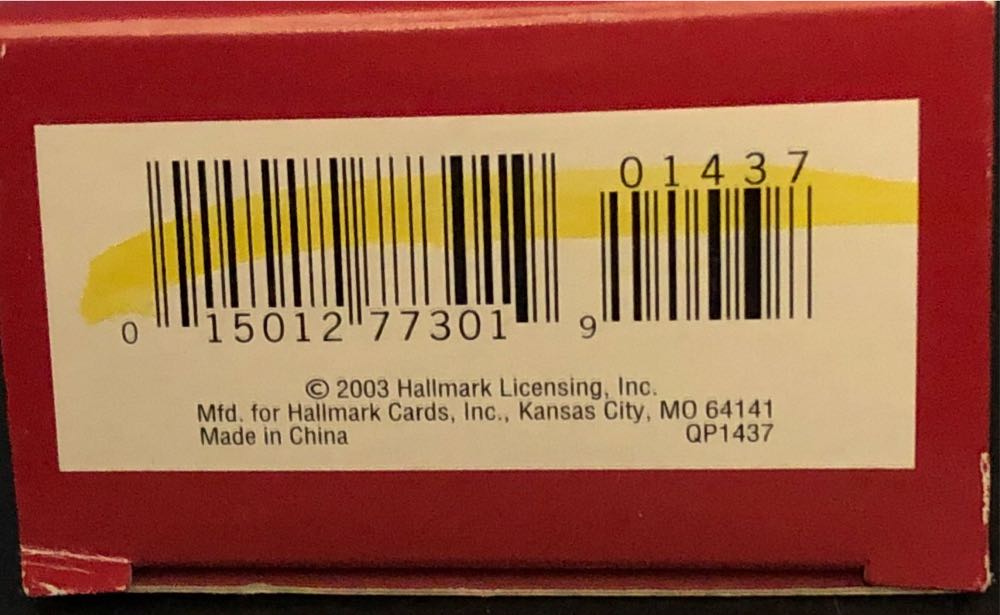 01437
0 15012 77301 9
© 2003 Hallmark Licensing, Inc.
Mfd. for Hallmark Cards, Inc., Kansas City, MO 64141
Made in China QP1437